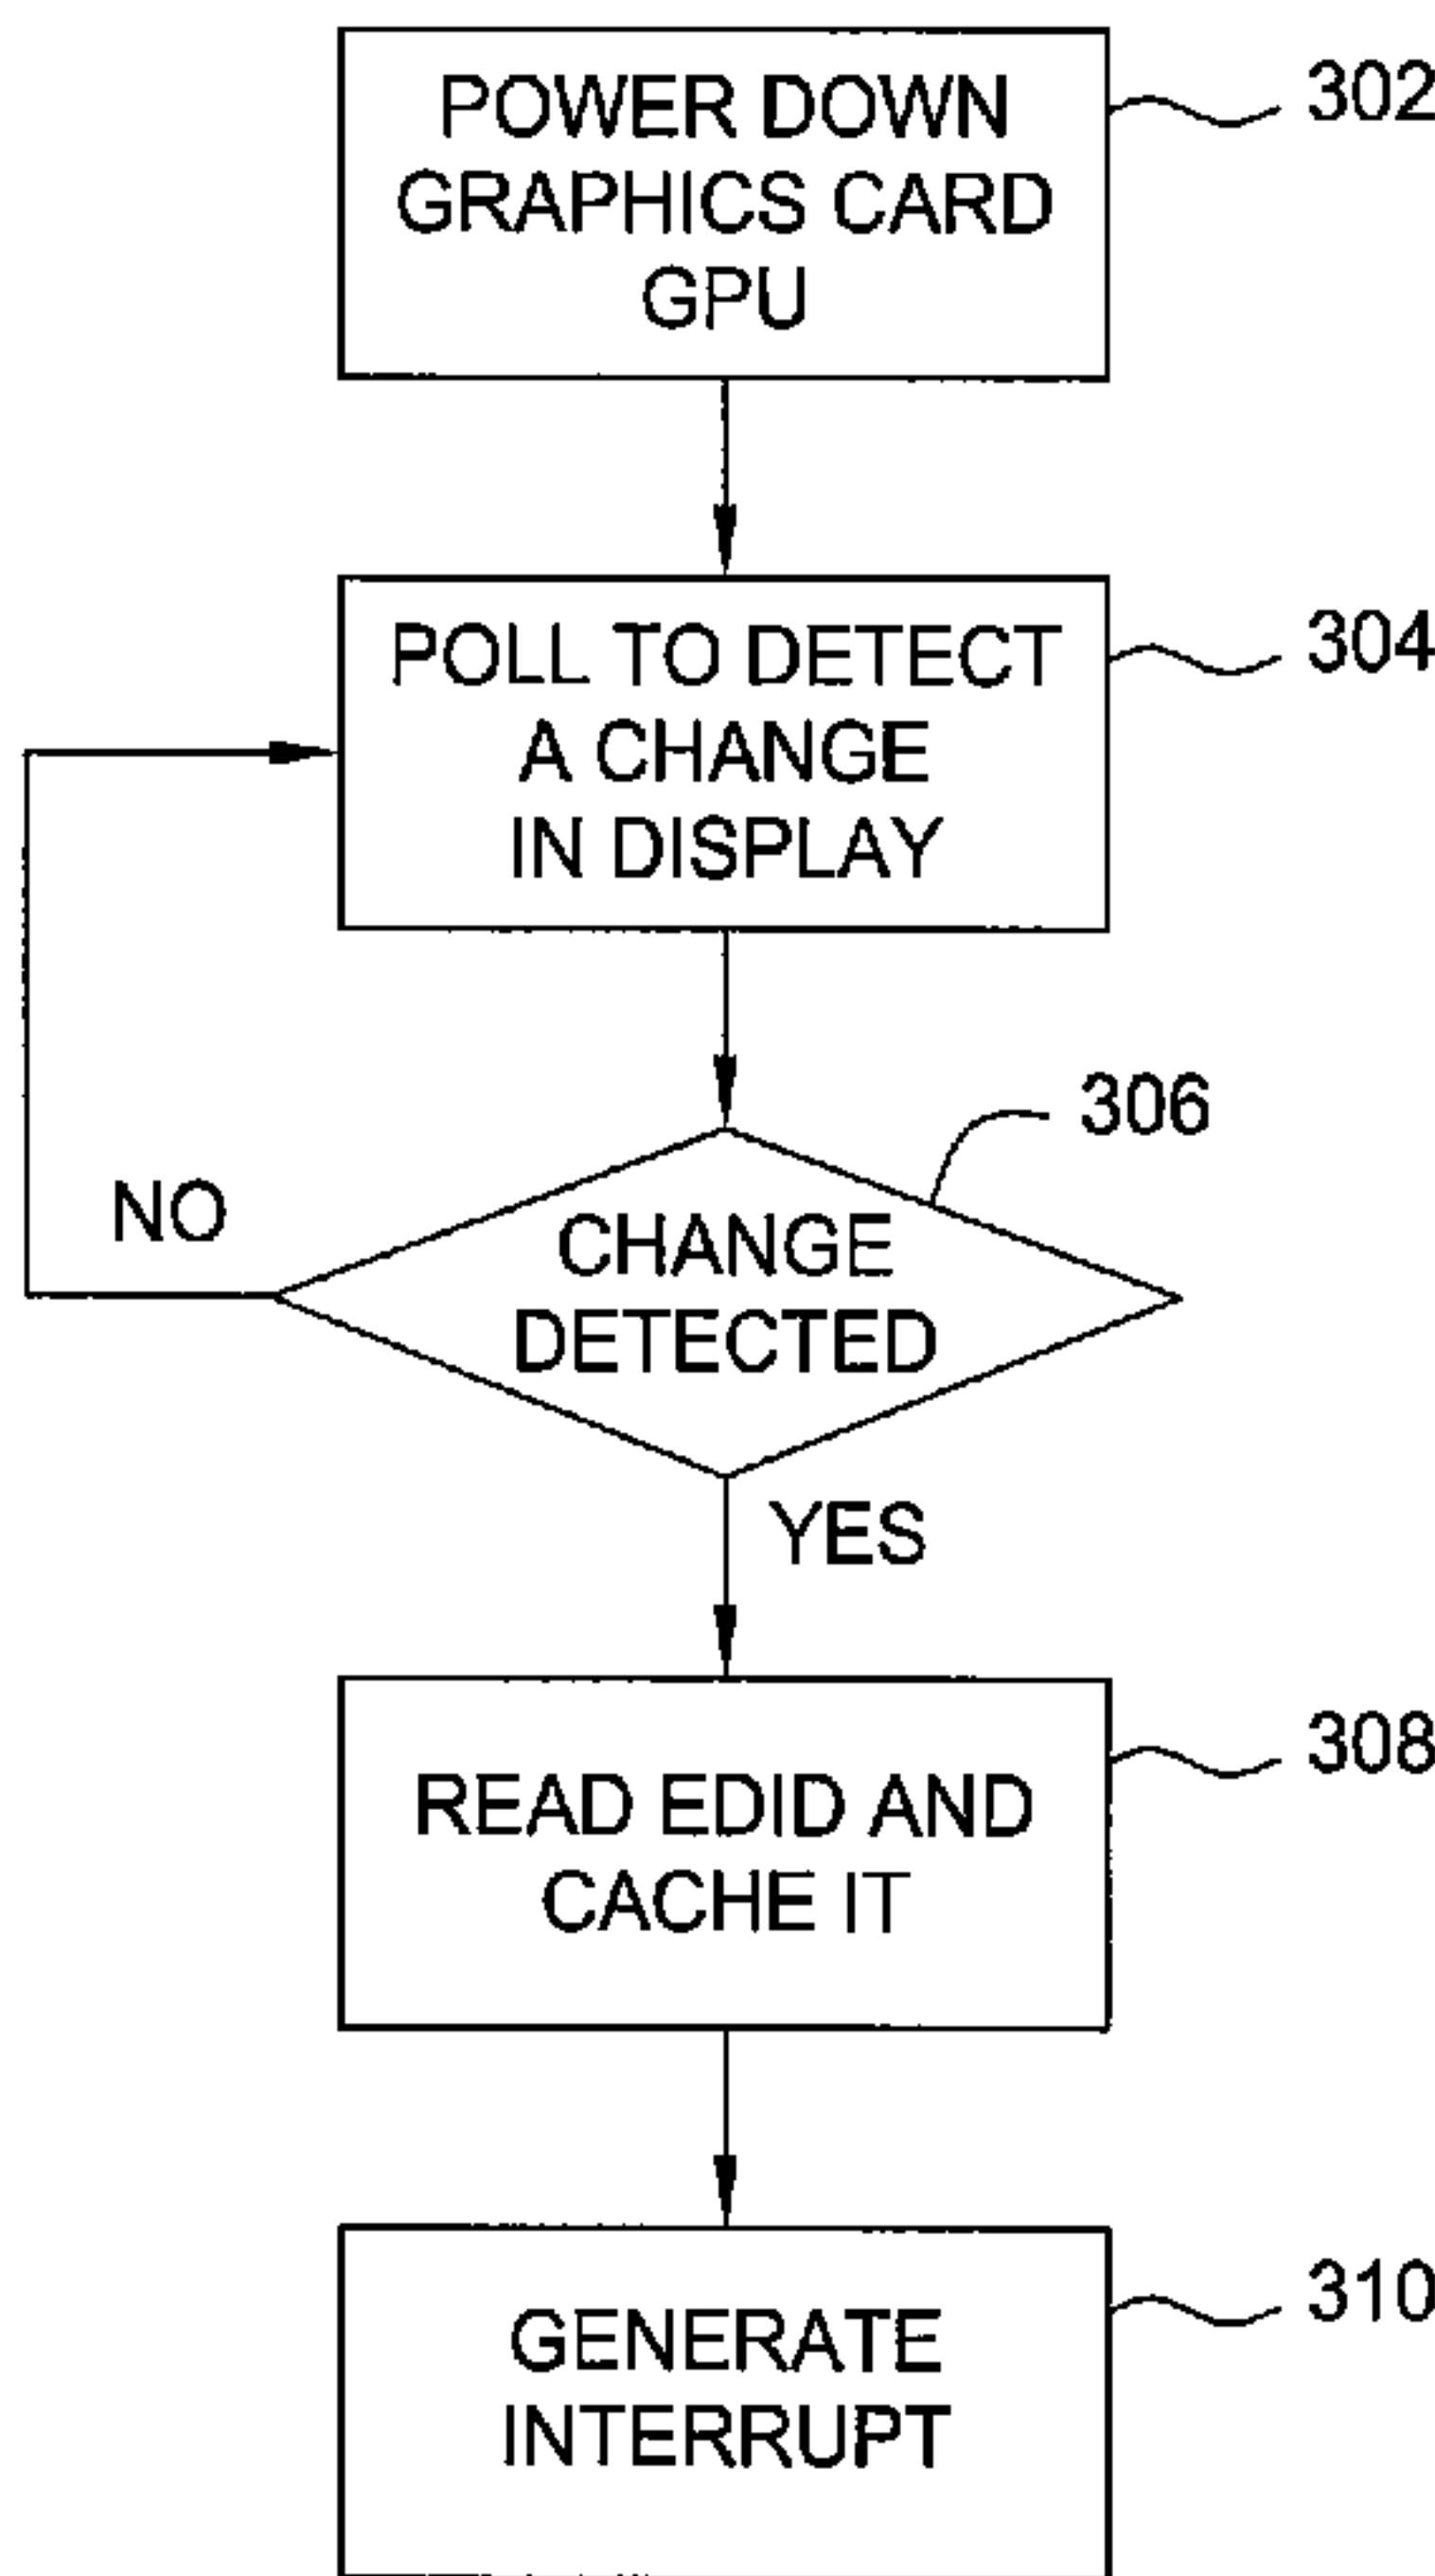 POWER DOWN
GRAPHICS CARD
GPU
302
POLL TO DETECT
A CHANGE
IN DISPLAY
304
306
NO
CHANGE
DETECTED
YES
READ EDID AND
CACHE IT
308
GENERATE
INTERRUPT
310